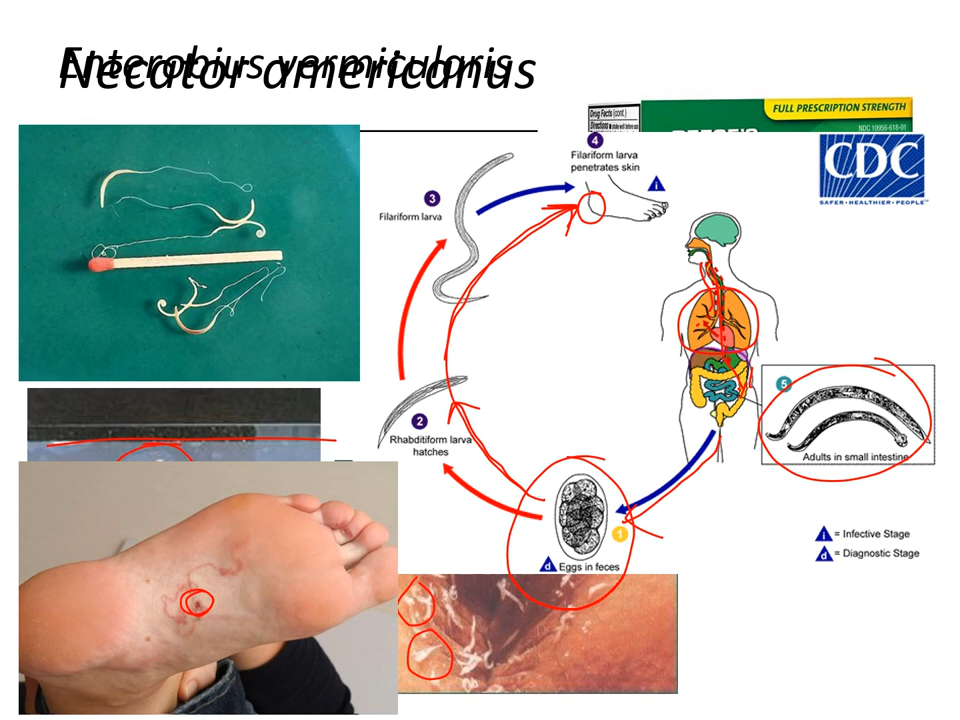 Enterobius vermicularis
Necator americanus
FULL PRESCRIPTION STRENGTH
Drug Facts (cont.)
Directions
NDC 10956-618-01
4
Filariform larva
penetrates skin
i
CDC
SAFER • HEALTHIER • PEOPLE™
3
Filariform larva
5
Adults in small intestine
2
Rhabditiform larva
hatches
1
d Eggs in feces
i = Infective Stage
d = Diagnostic Stage